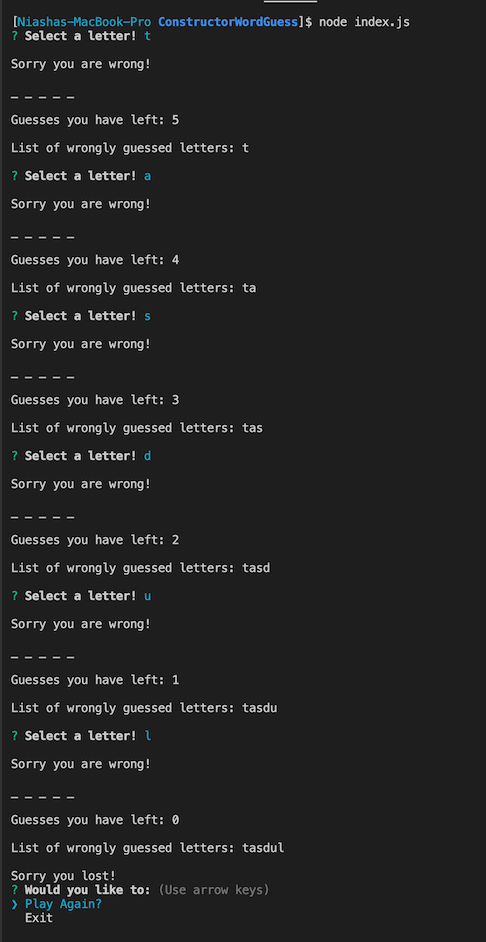 [Niashas-MacBook-Pro ConstructorWordGuess]$ node index.js
? Select a letter! t
Sorry you are wrong!
_ _ _ _ _
Guesses you have left: 5
List of wrongly guessed letters: t
? Select a letter! a
Sorry you are wrong!
_ _ _ _ _
Guesses you have left: 4
List of wrongly guessed letters: ta
? Select a letter! s
Sorry you are wrong!
_ _ _ _ _
Guesses you have left: 3
List of wrongly guessed letters: tas
? Select a letter! d
Sorry you are wrong!
_ _ _ _ _
Guesses you have left: 2
List of wrongly guessed letters: tasd
? Select a letter! u
Sorry you are wrong!
_ _ _ _ _
Guesses you have left: 1
List of wrongly guessed letters: tasdu
? Select a letter! l
Sorry you are wrong!
_ _ _ _ _
Guesses you have left: 0
List of wrongly guessed letters: tasdul
Sorry you lost!
? Would you like to: (Use arrow keys)
❯ Play Again?
Exit